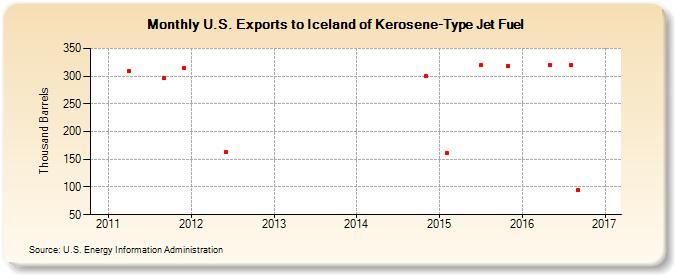 Monthly U.S. Exports to Iceland of Kerosene-Type Jet Fuel
Thousand Barrels
350
300
250
200
150
100
50
2011 2012 2013 2014 2015 2016 2017
Source: U.S. Energy Information Administration